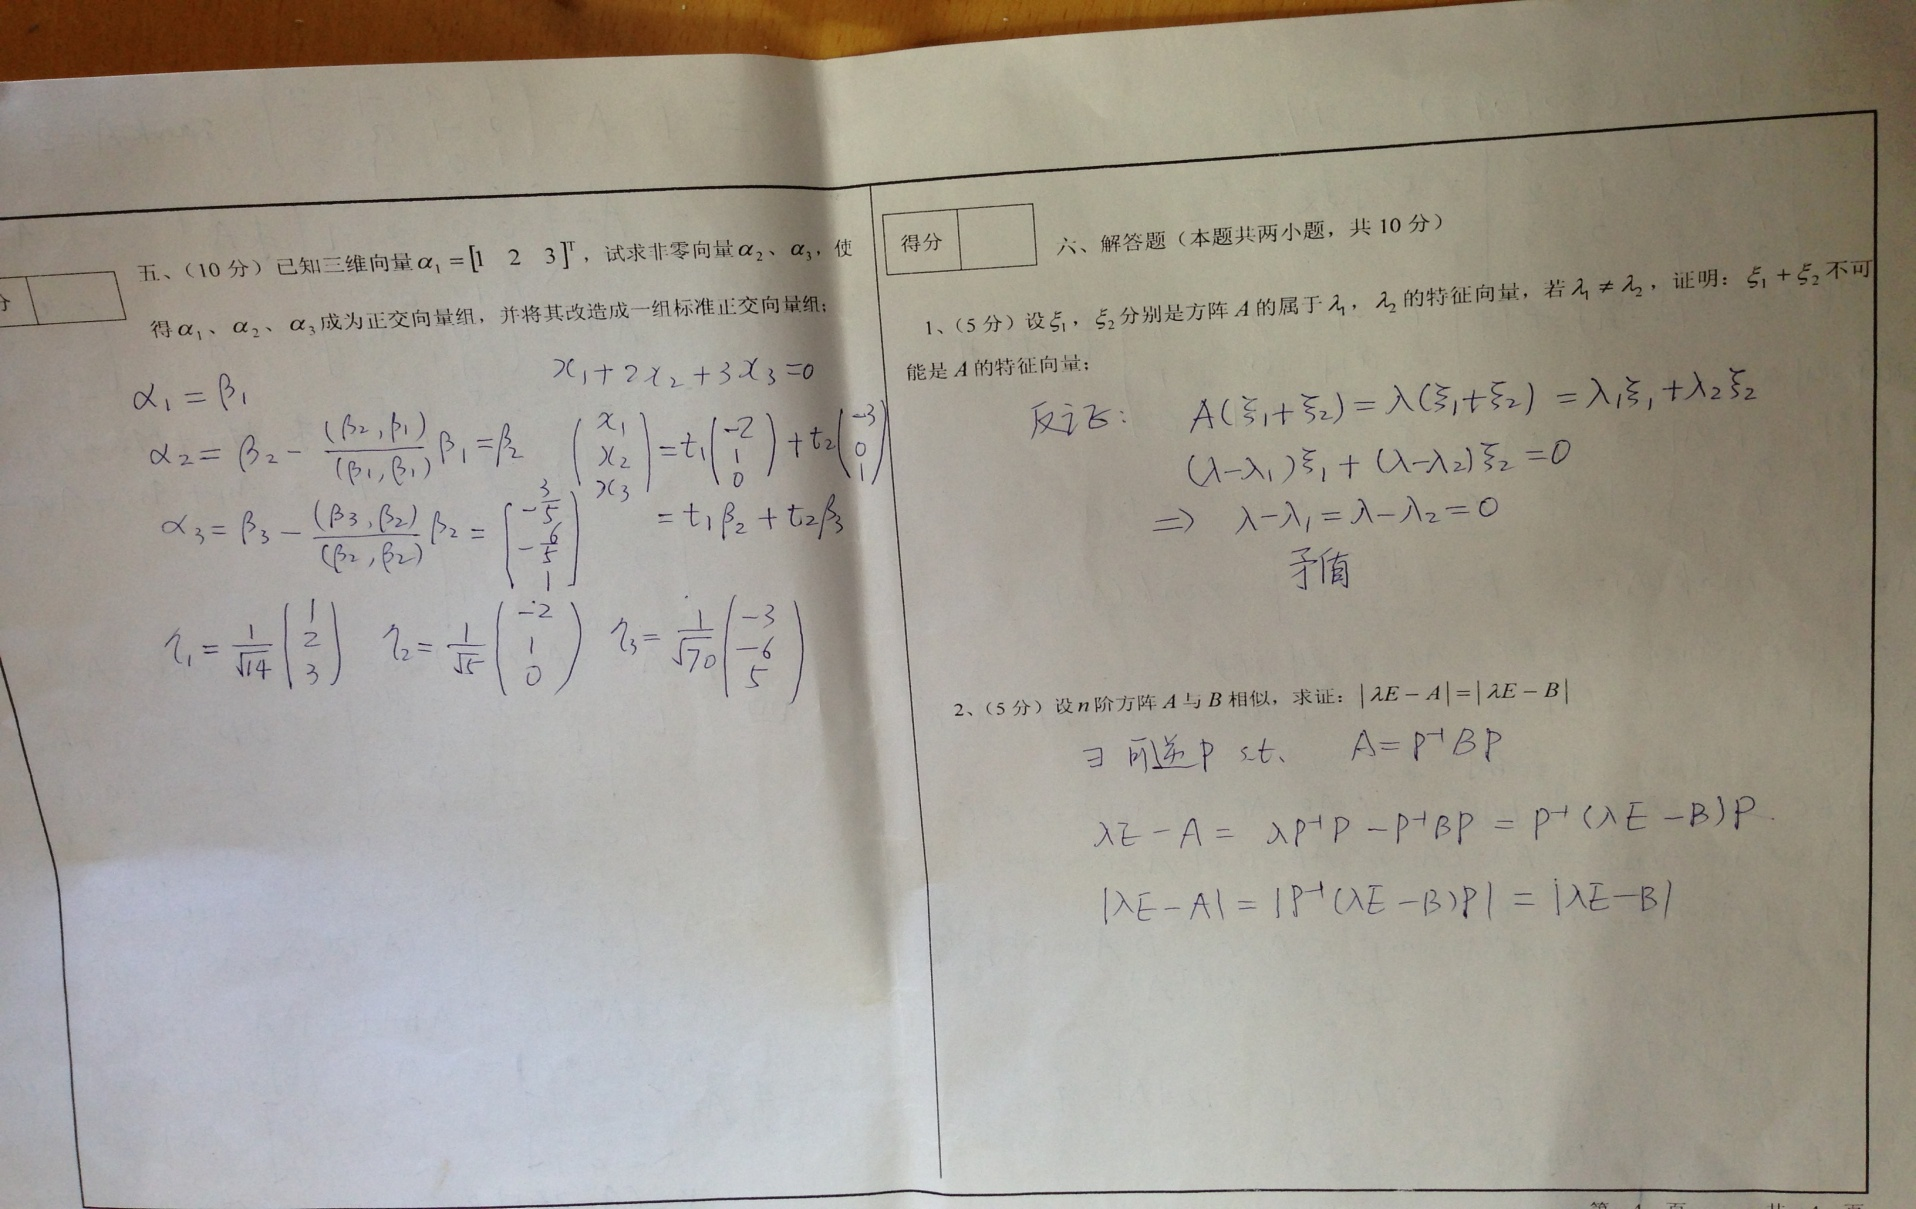 分
五、（10 分）已知三维向量 α₁ = [1 2 3]ᵀ，试求非零向量 α₂、α₃，使
得 α₁、α₂、α₃ 成为正交向量组，并将其改造成一组标准正交向量组；
α₁ = β₁
x₁+2x₂+3x₃=0
α₂ = β₂ - (β₂,β₁)/(β₁,β₁) β₁ = β₂
(x₁ x₂ x₃) = t₁(-2 1 0) + t₂(-3 0 1)
= t₁β₂ + t₂β₃
α₃ = β₃ - (β₃,β₂)/(β₂,β₂) β₂ = [-3/5 -6/5 1]
η₁ = 1/√14 (1 2 3) η₂ = 1/√5 (-2 1 0) η₃ = 1/√70 (-3 -6 5)
得分
六、解答题（本题共两小题，共 10 分）
1、（5 分）设 ξ₁，ξ₂ 分别是方阵 A 的属于 λ₁，λ₂ 的特征向量，若 λ₁ ≠ λ₂，证明：ξ₁ + ξ₂ 不可
能是 A 的特征向量；
反证: A(ξ₁+ξ₂) = λ(ξ₁+ξ₂) = λ₁ξ₁+λ₂ξ₂
(λ-λ₁)ξ₁ + (λ-λ₂)ξ₂ = 0
⇒ λ-λ₁ = λ-λ₂ = 0
矛盾
2、（5 分）设 n 阶方阵 A 与 B 相似，求证：|λE − A| = |λE − B|
∃ 可逆P s.t. A = P⁻¹BP
λE - A = λP⁻¹P - P⁻¹BP = P⁻¹(λE-B)P.
|λE-A| = |P⁻¹(λE-B)P| = |λE-B|